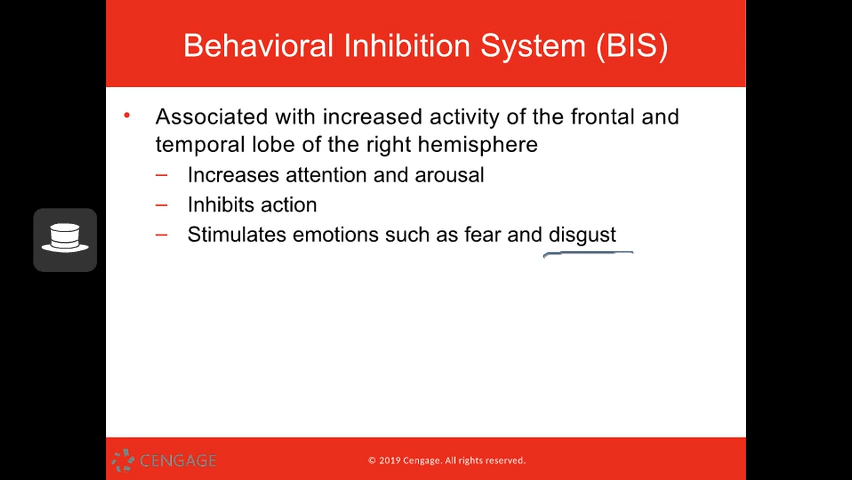 Behavioral Inhibition System (BIS)
• Associated with increased activity of the frontal and
temporal lobe of the right hemisphere
– Increases attention and arousal
– Inhibits action
– Stimulates emotions such as fear and disgust
CENGAGE
© 2019 Cengage. All rights reserved.